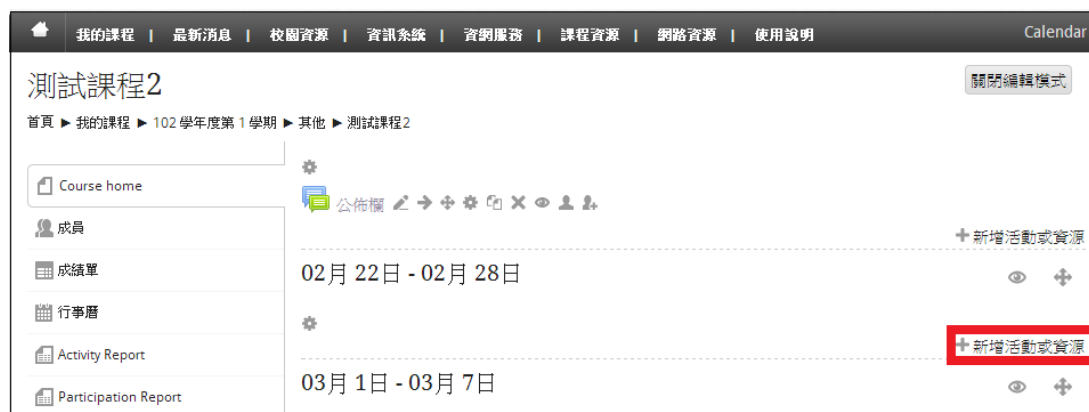 我的課程 | 最新消息 | 校園資源 | 資訊系統 | 資網服務 | 課程資源 | 網路資源 | 使用說明 Calendar
測試課程2 關閉編輯模式
首頁 ► 我的課程 ► 102 學年度第 1 學期 ► 其他 ► 測試課程2
Course home
公佈欄
成員
新增活動或資源
成績單
02月 22日 - 02月 28日
行事曆
新增活動或資源
Activity Report
03月 1日 - 03月 7日
Participation Report